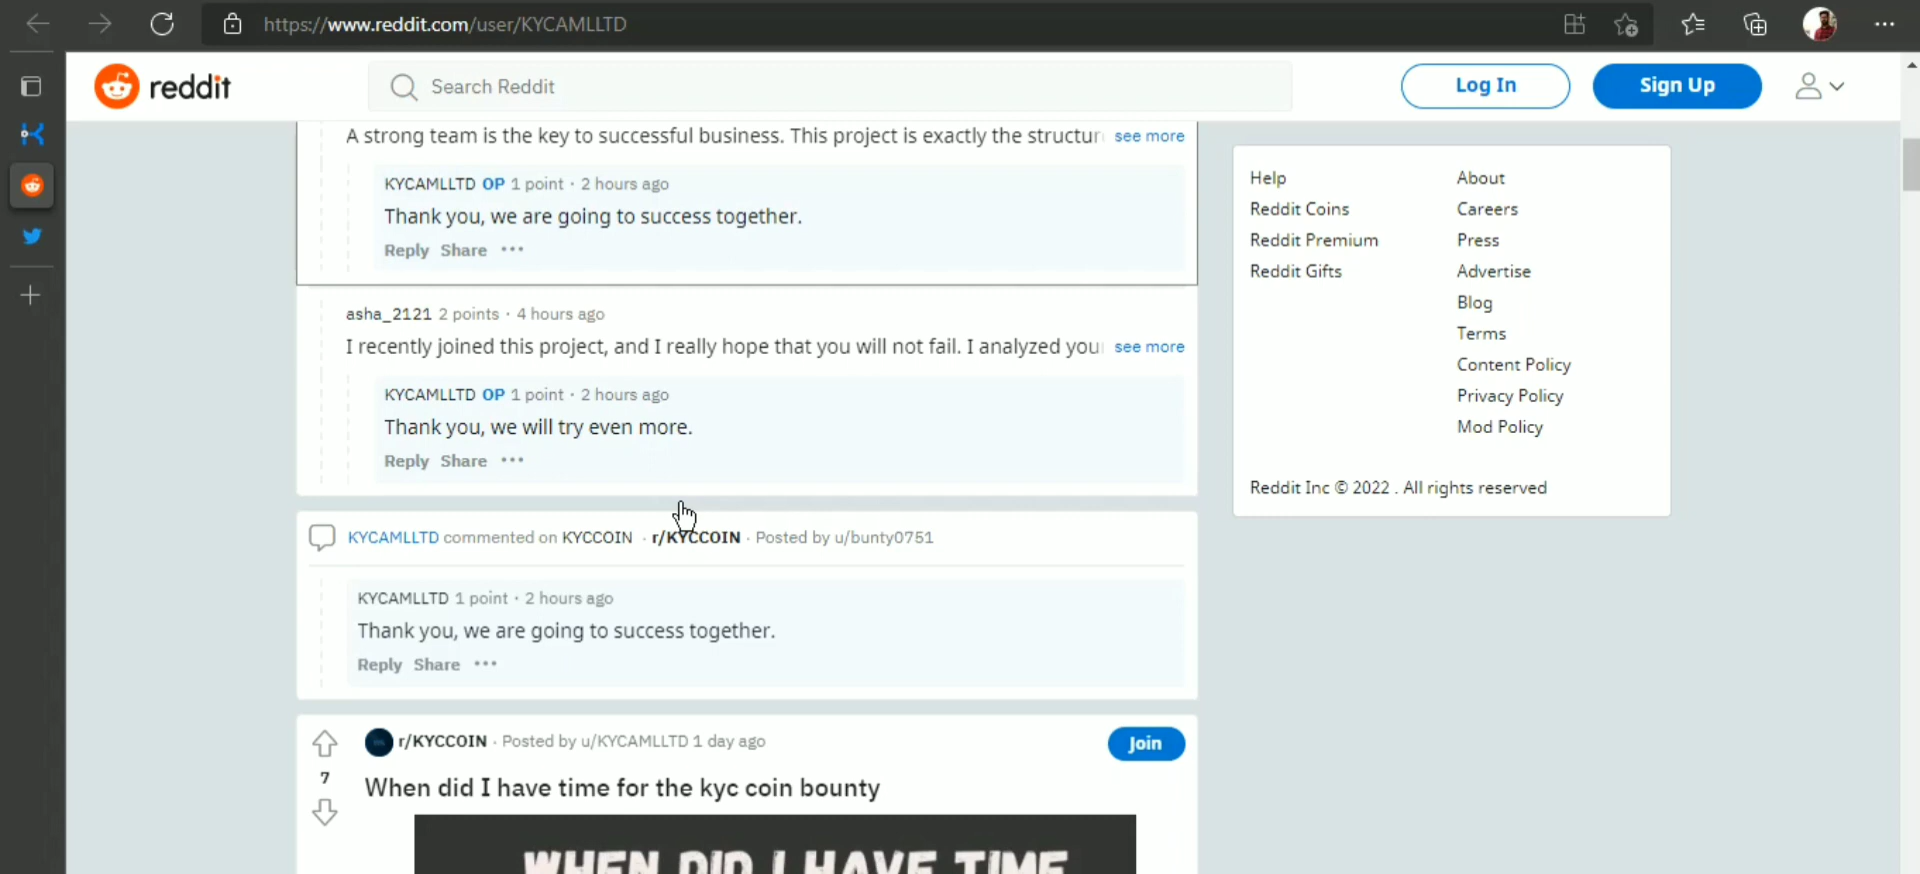 https://www.reddit.com/user/KYCAMLLTD
reddit
Search Reddit
Log In
Sign Up
A strong team is the key to successful business. This project is exactly the structur see more
KYCAMLLTD OP 1 point · 2 hours ago
Thank you, we are going to success together.
Reply Share ···
asha_2121 2 points · 4 hours ago
I recently joined this project, and I really hope that you will not fail. I analyzed you see more
KYCAMLLTD OP 1 point · 2 hours ago
Thank you, we will try even more.
Reply Share ···
KYCAMLLTD commented on KYCCOIN · r/KYCCOIN · Posted by u/bunty0751
KYCAMLLTD 1 point · 2 hours ago
Thank you, we are going to success together.
Reply Share ···
r/KYCCOIN · Posted by u/KYCAMLLTD 1 day ago
Join
7
When did I have time for the kyc coin bounty
WHEN DID I HAVE TIME
Help
Reddit Coins
Reddit Premium
Reddit Gifts
About
Careers
Press
Advertise
Blog
Terms
Content Policy
Privacy Policy
Mod Policy
Reddit Inc © 2022 . All rights reserved